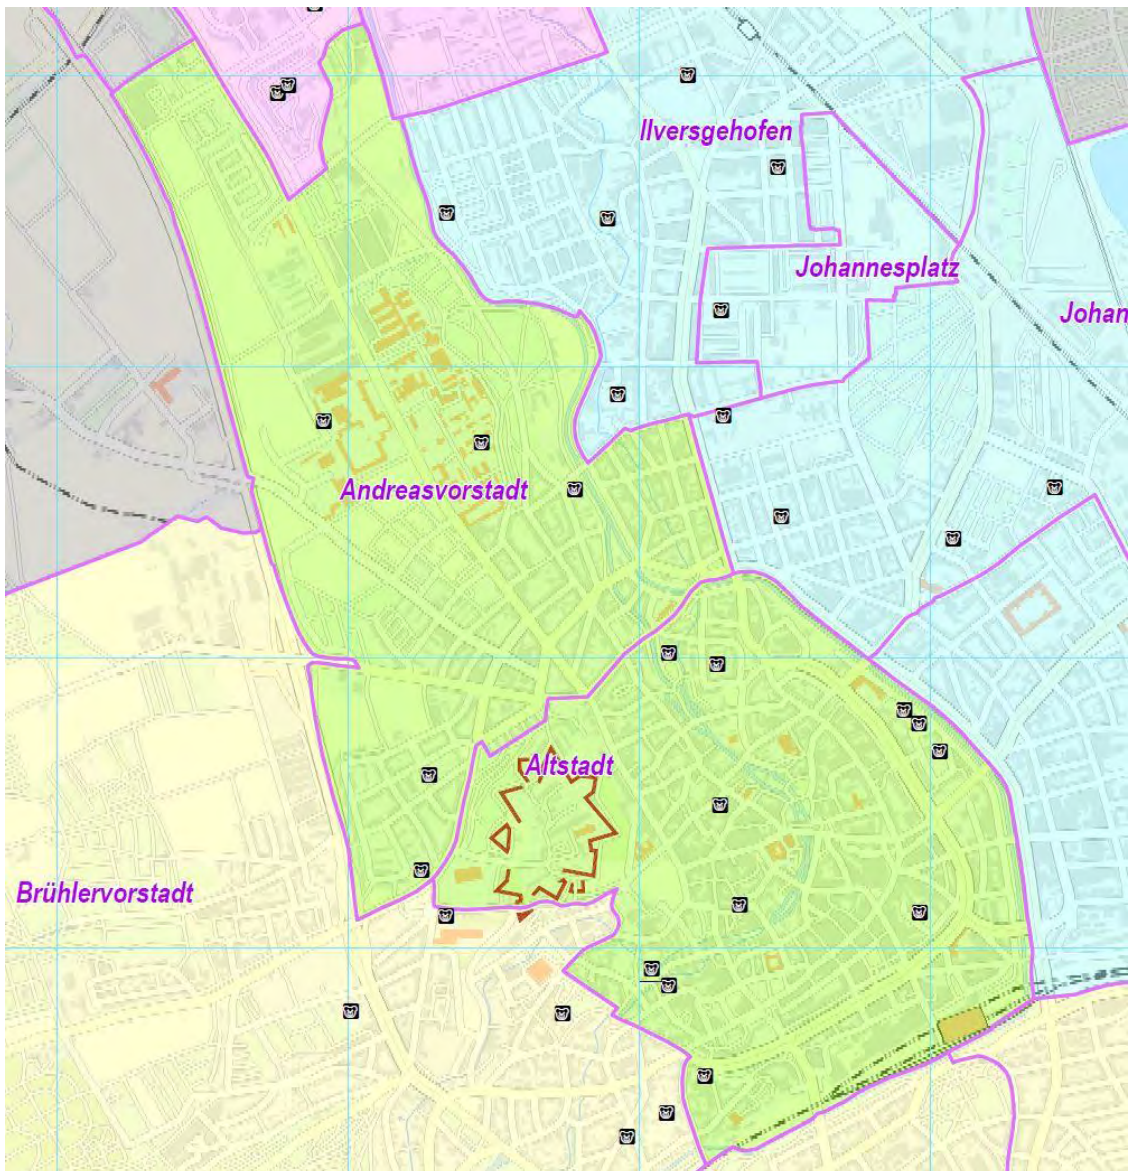 Ilversgehofen
Johannesplatz
Johan
Andreasvorstadt
Altstadt
Brühlervorstadt